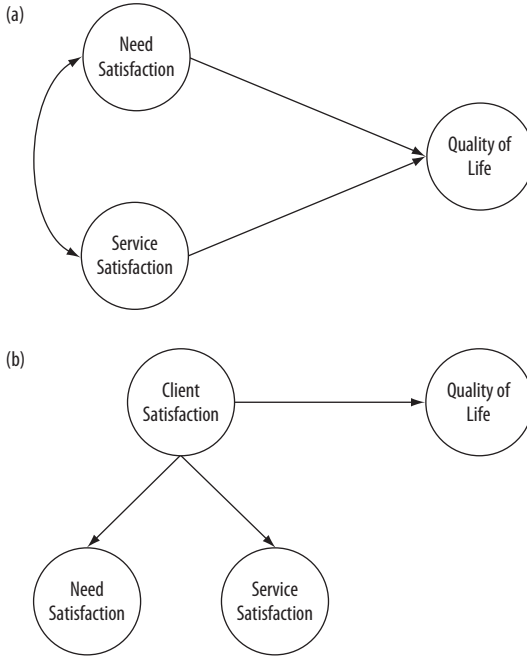 (a)
Need
Satisfaction
Quality of
Life
Service
Satisfaction
(b)
Client
Satisfaction
Quality of
Life
Need
Satisfaction
Service
Satisfaction